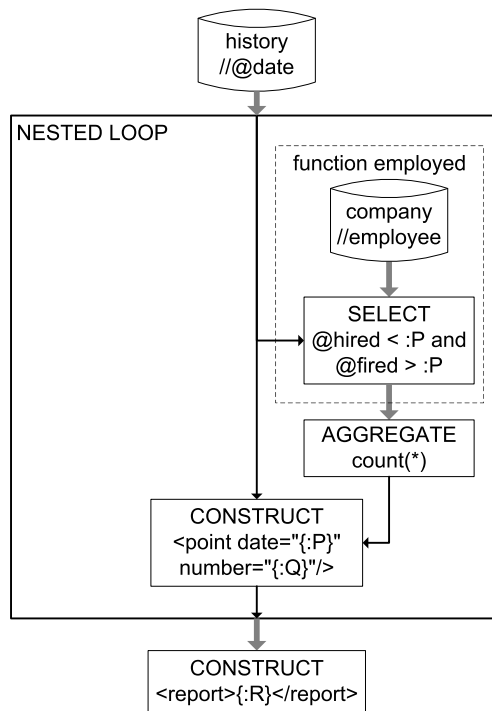 history
//@date
NESTED LOOP
function employed
company
//employee
SELECT
@hired < :P and
@fired > :P
AGGREGATE
count(*)
CONSTRUCT
<point date="{:P}"
number="{:Q}"/>
CONSTRUCT
<report>{:R}</report>